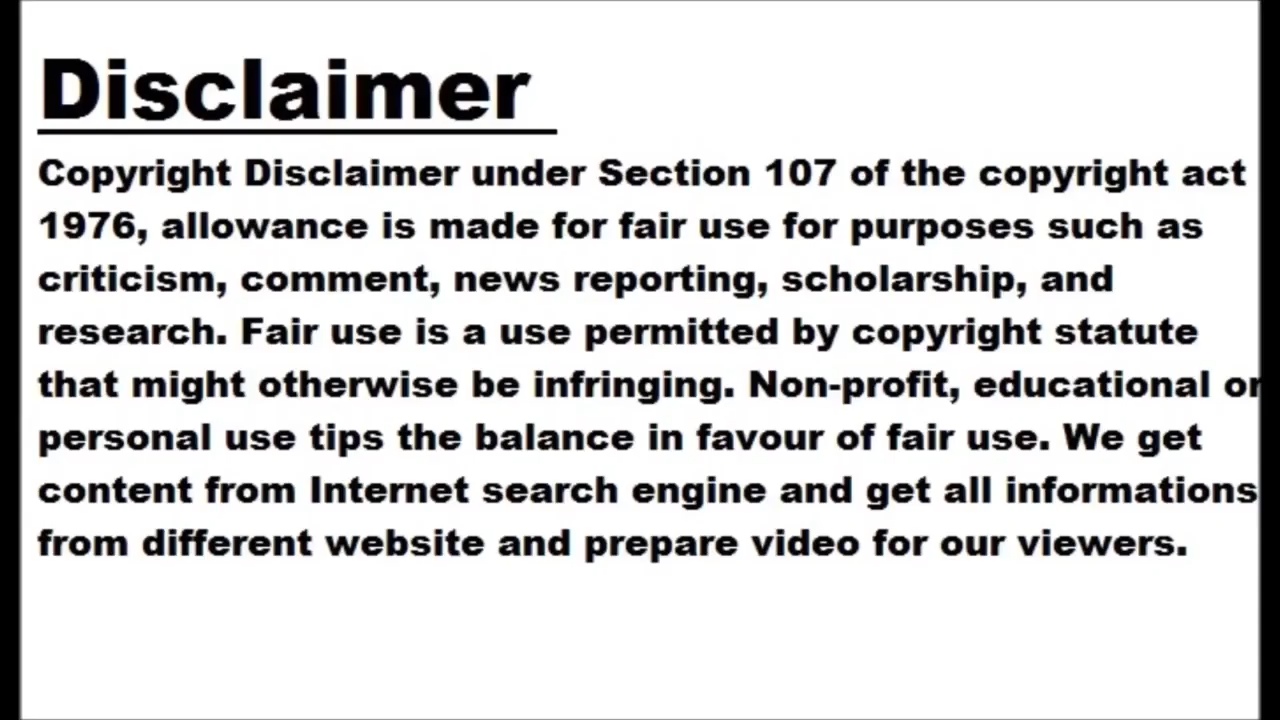 Disclaimer
Copyright Disclaimer under Section 107 of the copyright act
1976, allowance is made for fair use for purposes such as
criticism, comment, news reporting, scholarship, and
research. Fair use is a use permitted by copyright statute
that might otherwise be infringing. Non-profit, educational or
personal use tips the balance in favour of fair use. We get
content from Internet search engine and get all informations
from different website and prepare video for our viewers.